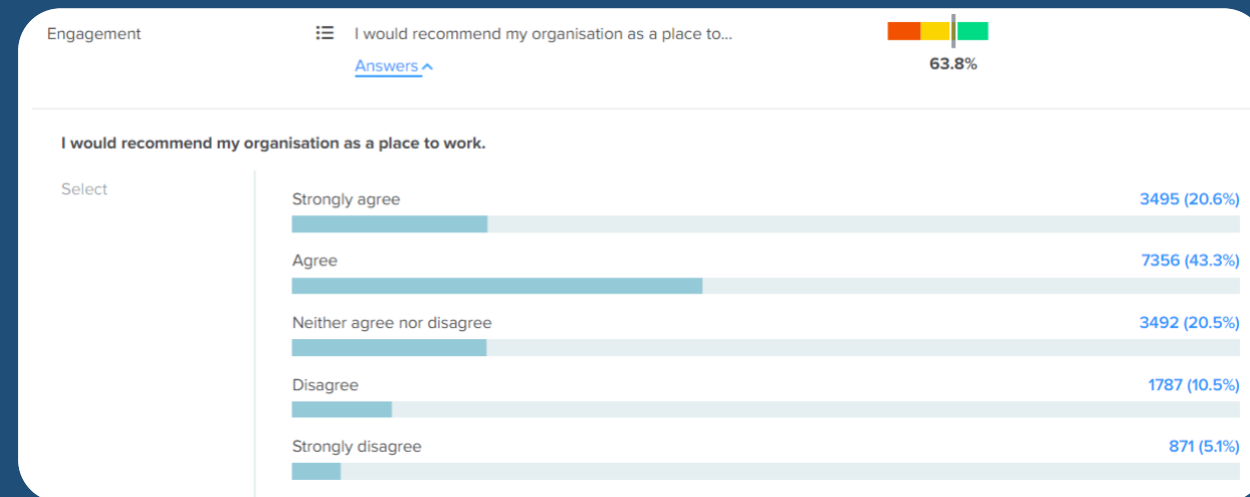 Engagement
I would recommend my organisation as a place to...
Answers
63.8%
I would recommend my organisation as a place to work.
Select
Strongly agree 3495 (20.6%)
Agree 7356 (43.3%)
Neither agree nor disagree 3492 (20.5%)
Disagree 1787 (10.5%)
Strongly disagree 871 (5.1%)